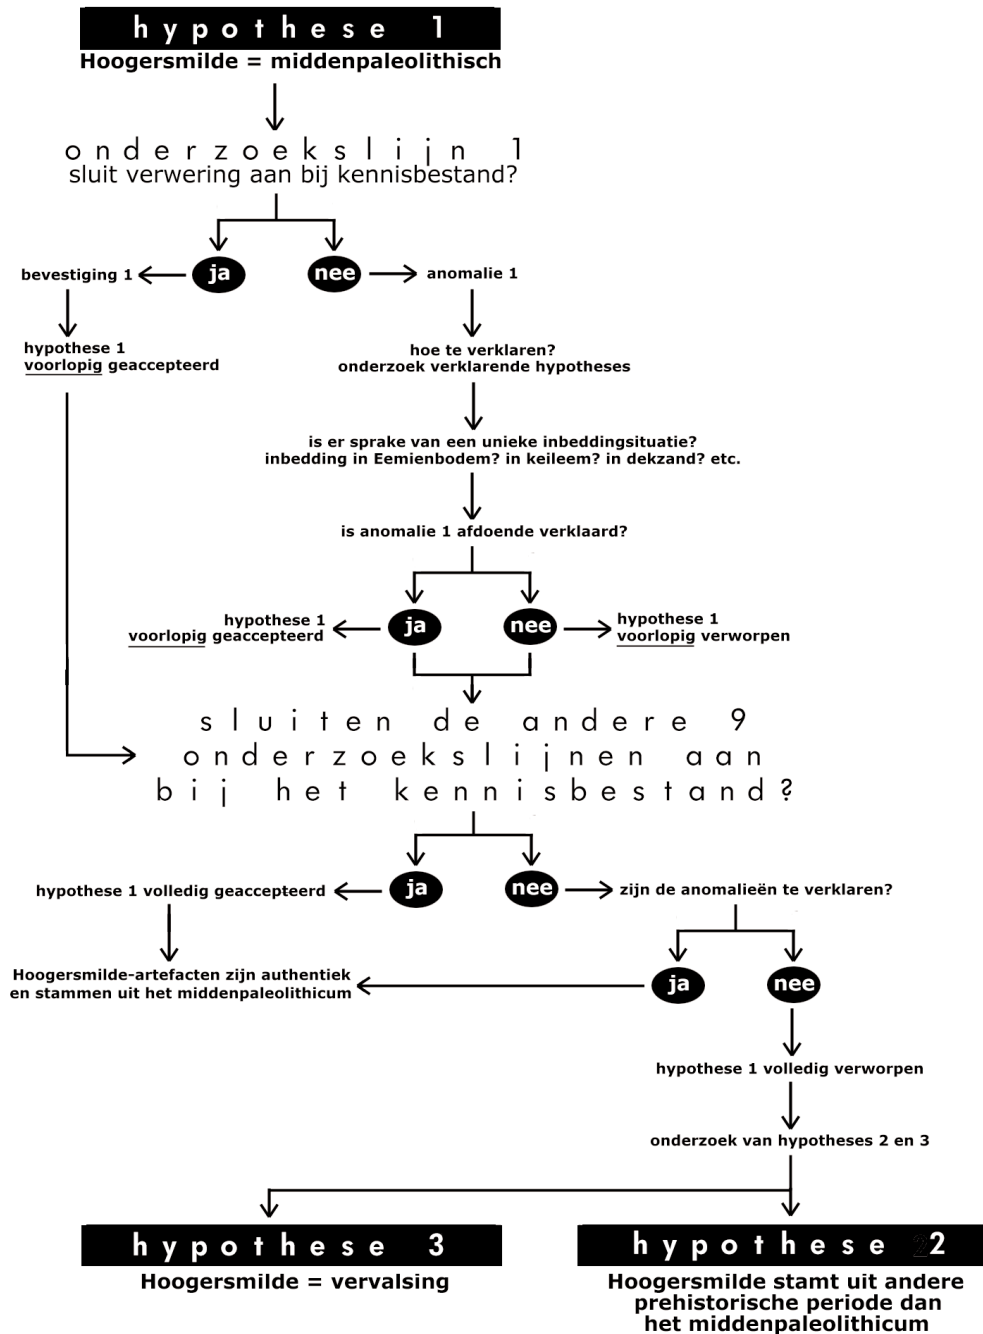 hypothese 1
Hoogersmilde = middenpaleolithisch
onderzoekslijn 1
sluit verwering aan bij kennisbestand?
ja
nee
bevestiging 1
anomalie 1
hypothese 1
voorlopig geaccepteerd
hoe te verklaren?
onderzoek verklarende hypotheses
is er sprake van een unieke inbeddingsituatie?
inbedding in Eemienbodem? in keileem? in dekzand? etc.
is anomalie 1 afdoende verklaard?
hypothese 1
voorlopig geaccepteerd
ja
nee
hypothese 1
voorlopig verworpen
sluiten de andere 9
onderzoekslijnen aan
bij het kennisbestand?
hypothese 1 volledig geaccepteerd
ja
nee
zijn de anomalieën te verklaren?
Hoogersmilde-artefacten zijn authentiek
en stammen uit het middenpaleolithicum
ja
nee
hypothese 1 volledig verworpen
onderzoek van hypotheses 2 en 3
hypothese 3
Hoogersmilde = vervalsing
hypothese 2
Hoogersmilde stamt uit andere
prehistorische periode dan
het middenpaleolithicum